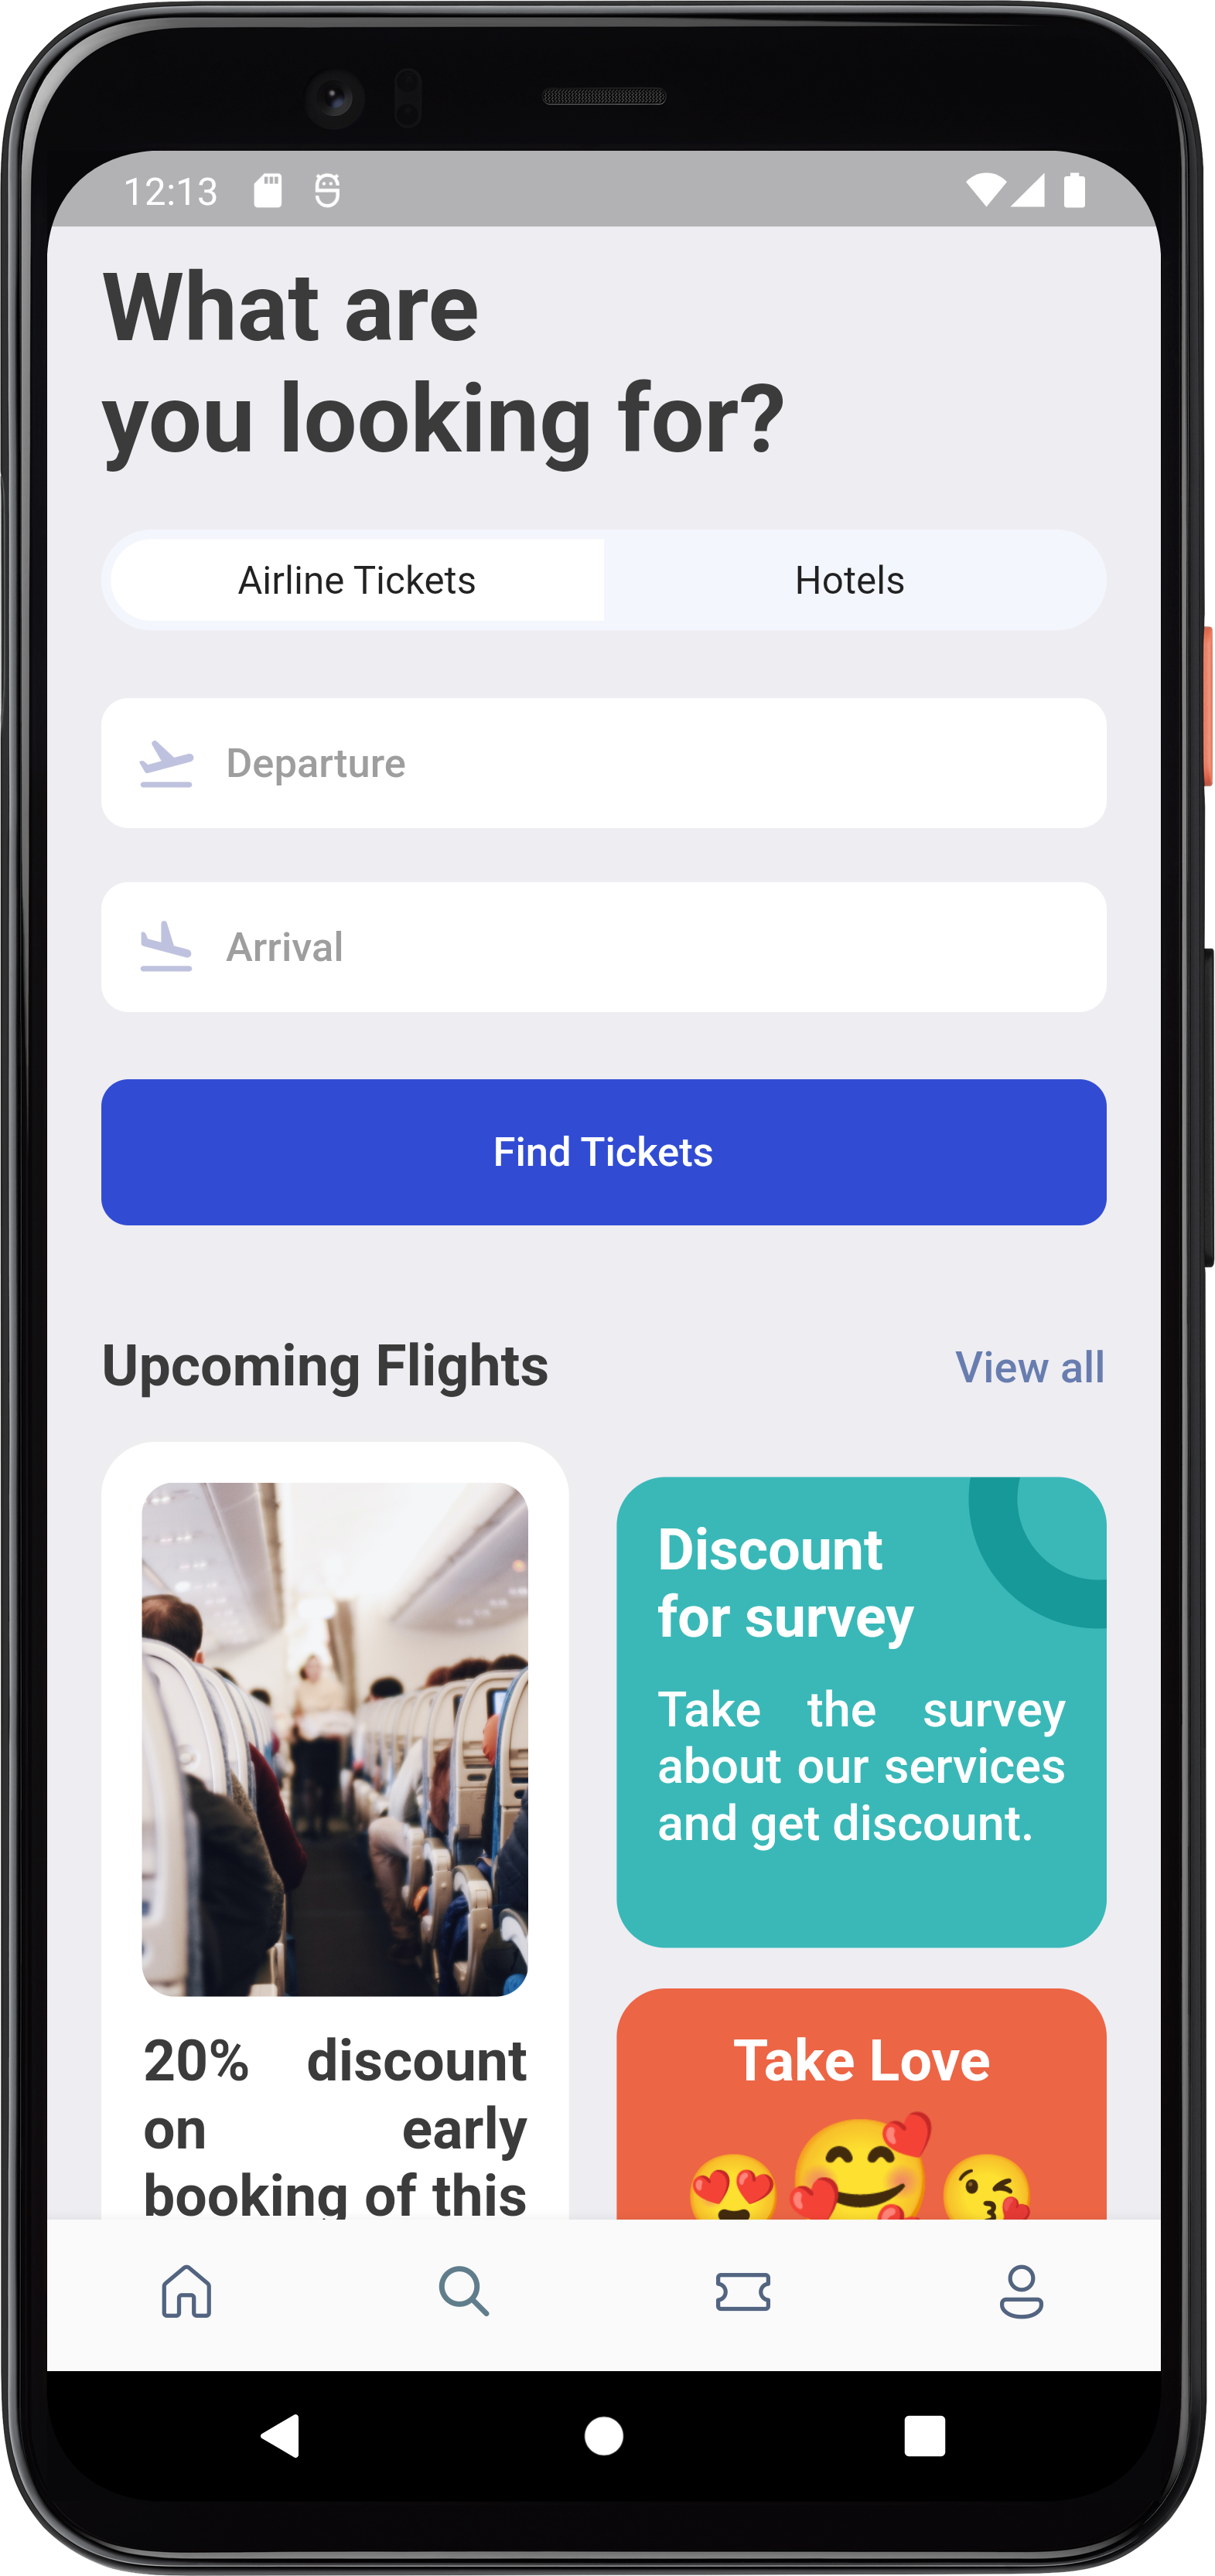 12:13
What are
you looking for?
Airline Tickets
Hotels
Departure
Arrival
Find Tickets
Upcoming Flights
View all
20% discount
on early
booking of this
Discount
for survey
Take the survey
about our services
and get discount.
Take Love